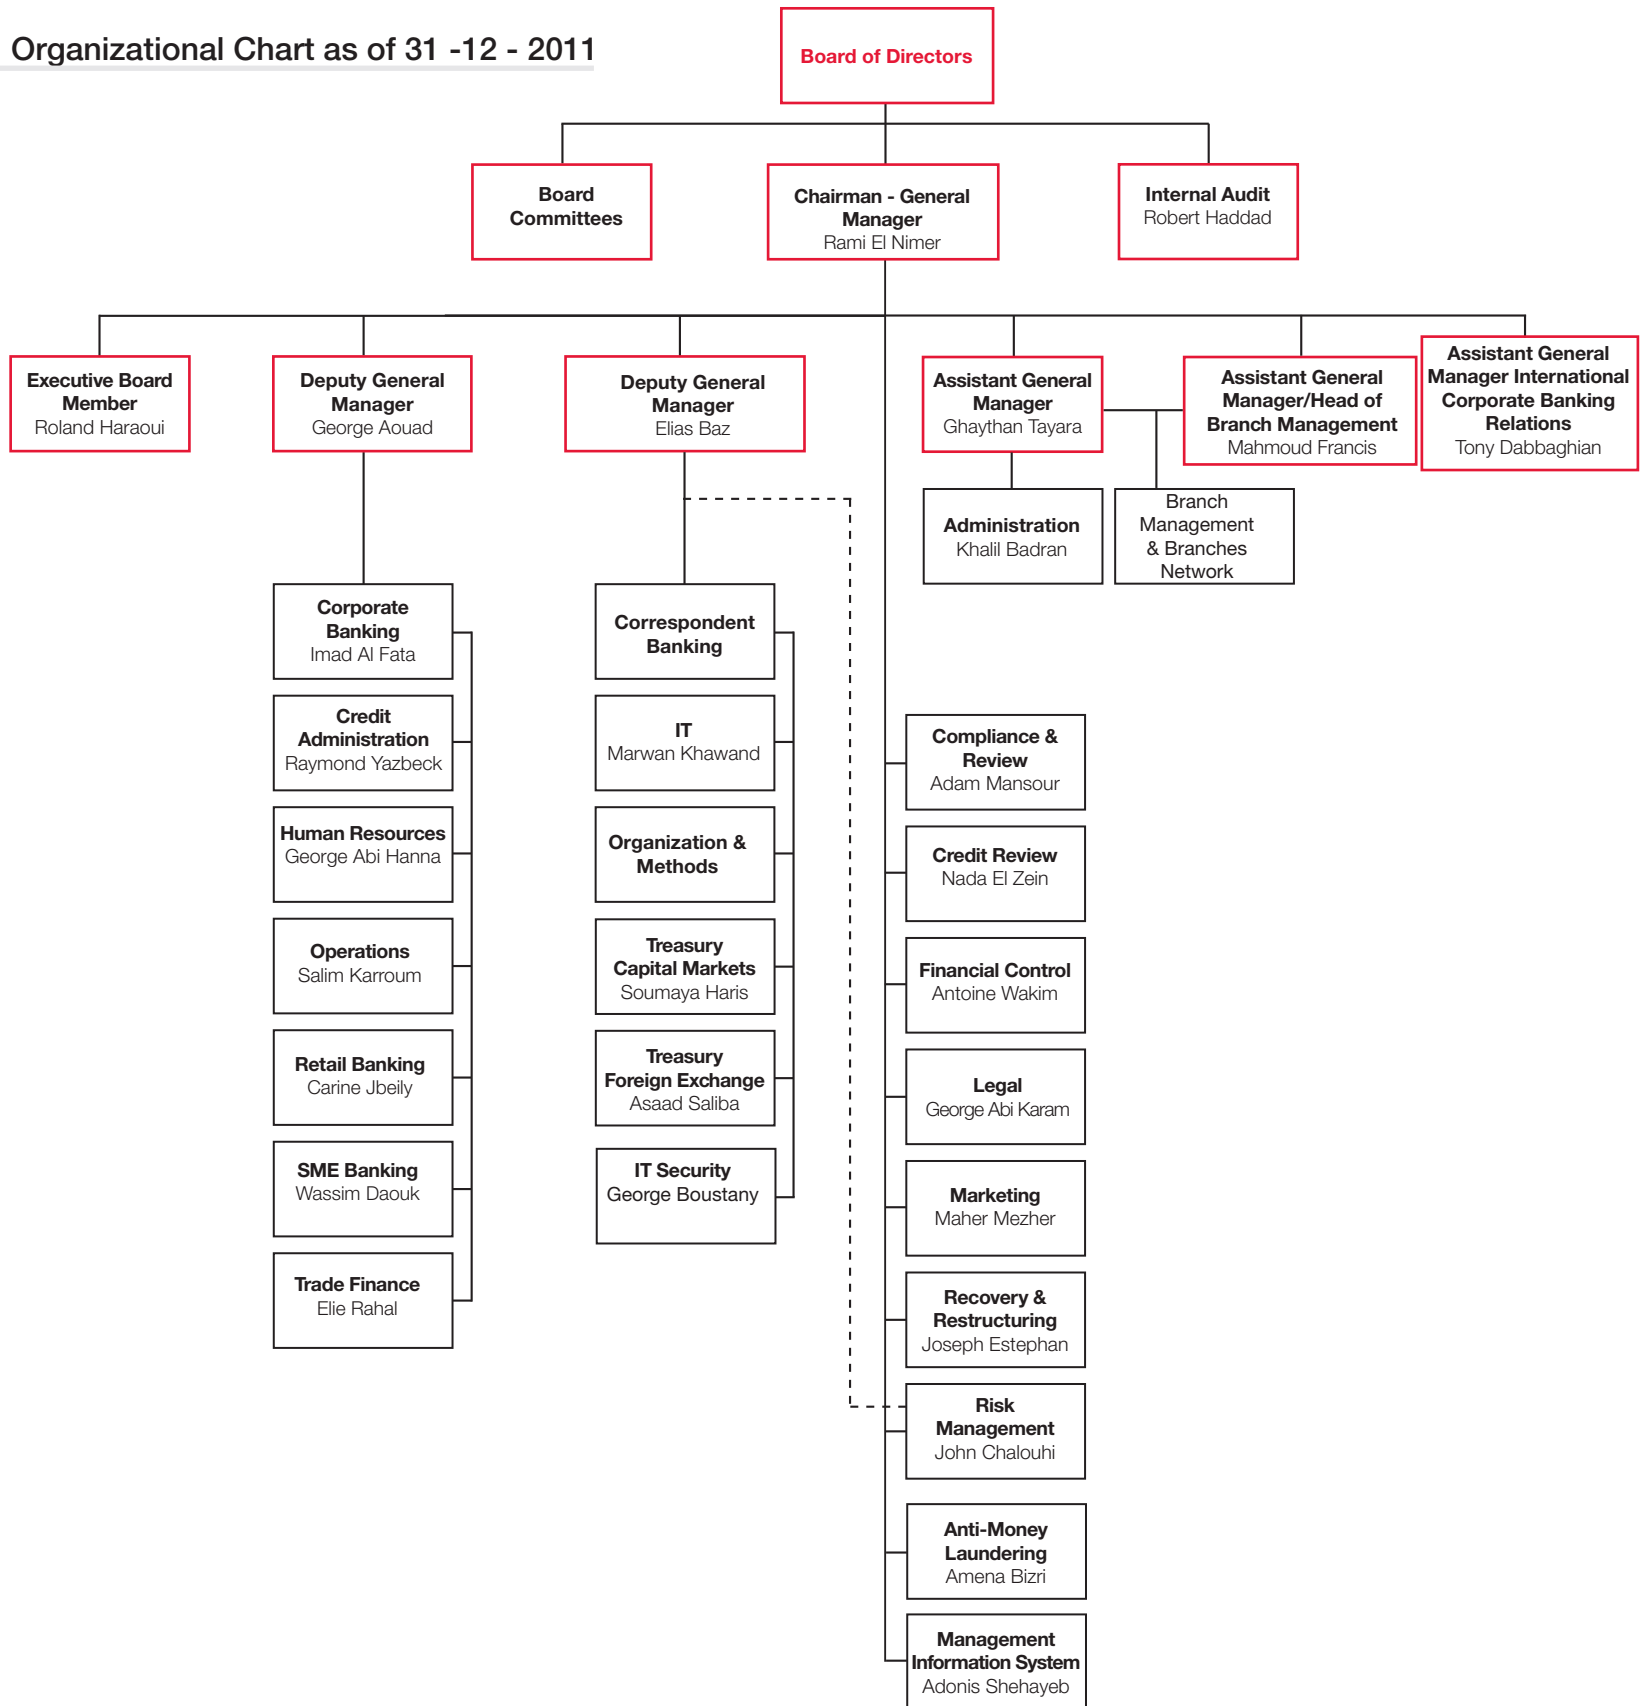 Organizational Chart as of 31 -12 - 2011
Board of Directors
Board
Committees
Chairman - General
Manager
Rami El Nimer
Internal Audit
Robert Haddad
Executive Board
Member
Roland Haraoui
Deputy General
Manager
George Aouad
Deputy General
Manager
Elias Baz
Assistant General
Manager
Ghaythan Tayara
Assistant General
Manager/Head of
Branch Management
Mahmoud Francis
Assistant General
Manager International
Corporate Banking
Relations
Tony Dabbaghian
Administration
Khalil Badran
Branch
Management
& Branches
Network
Corporate
Banking
Imad Al Fata
Credit
Administration
Raymond Yazbeck
Human Resources
George Abi Hanna
Operations
Salim Karroum
Retail Banking
Carine Jbeily
SME Banking
Wassim Daouk
Trade Finance
Elie Rahal
Correspondent
Banking
IT
Marwan Khawand
Organization &
Methods
Treasury
Capital Markets
Soumaya Haris
Treasury
Foreign Exchange
Asaad Saliba
IT Security
George Boustany
Compliance &
Review
Adam Mansour
Credit Review
Nada El Zein
Financial Control
Antoine Wakim
Legal
George Abi Karam
Marketing
Maher Mezher
Recovery &
Restructuring
Joseph Estephan
Risk
Management
John Chalouhi
Anti-Money
Laundering
Amena Bizri
Management
Information System
Adonis Shehayeb